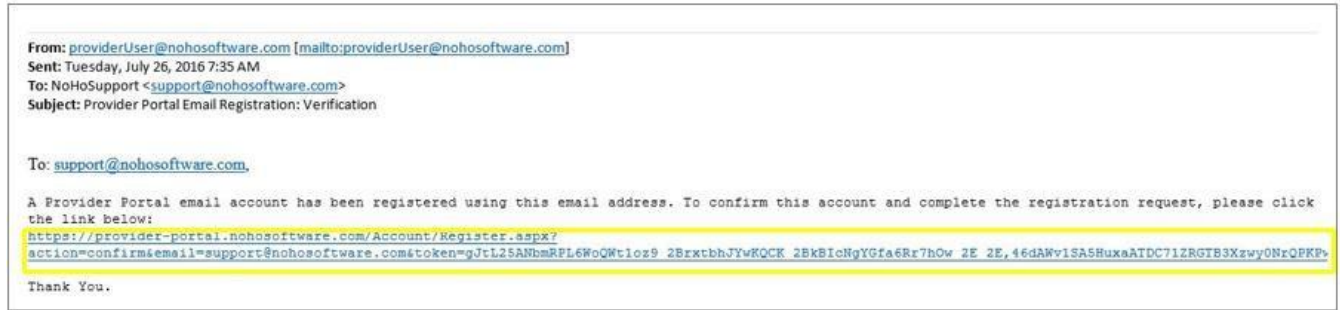 From: providerUser@nohosoftware.com [mailto:providerUser@nohosoftware.com]
Sent: Tuesday, July 26, 2016 7:35 AM
To: NoHoSupport <support@nohosoftware.com>
Subject: Provider Portal Email Registration: Verification
To: support@nohosoftware.com,
A Provider Portal email account has been registered using this email address. To confirm this account and complete the registration request, please click
the link below:
https://provider-portal.nohosoftware.com/Account/Register.aspx?
action=confirm&email=support@nohosoftware.com&token=
Thank You.